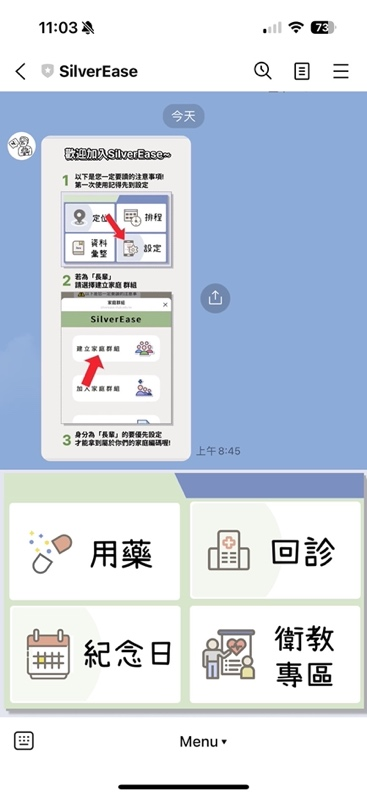 11:03
73
SilverEase
今天
歡迎加入SilverEase~
1 以下是您一定要讀的注意事項!
第一次使用記得先到設定
定位
排程
資料
彙整
設定
2 若為「長輩」
請選擇建立家庭 群組
家庭群組
SilverEase
建立家庭群組
加入家庭群組
3 身分為「長輩」的要優先設定
才能拿到屬於你們的家庭編碼喔!
上午 8:45
用藥
回診
紀念日
衛教
專區
Menu ▾